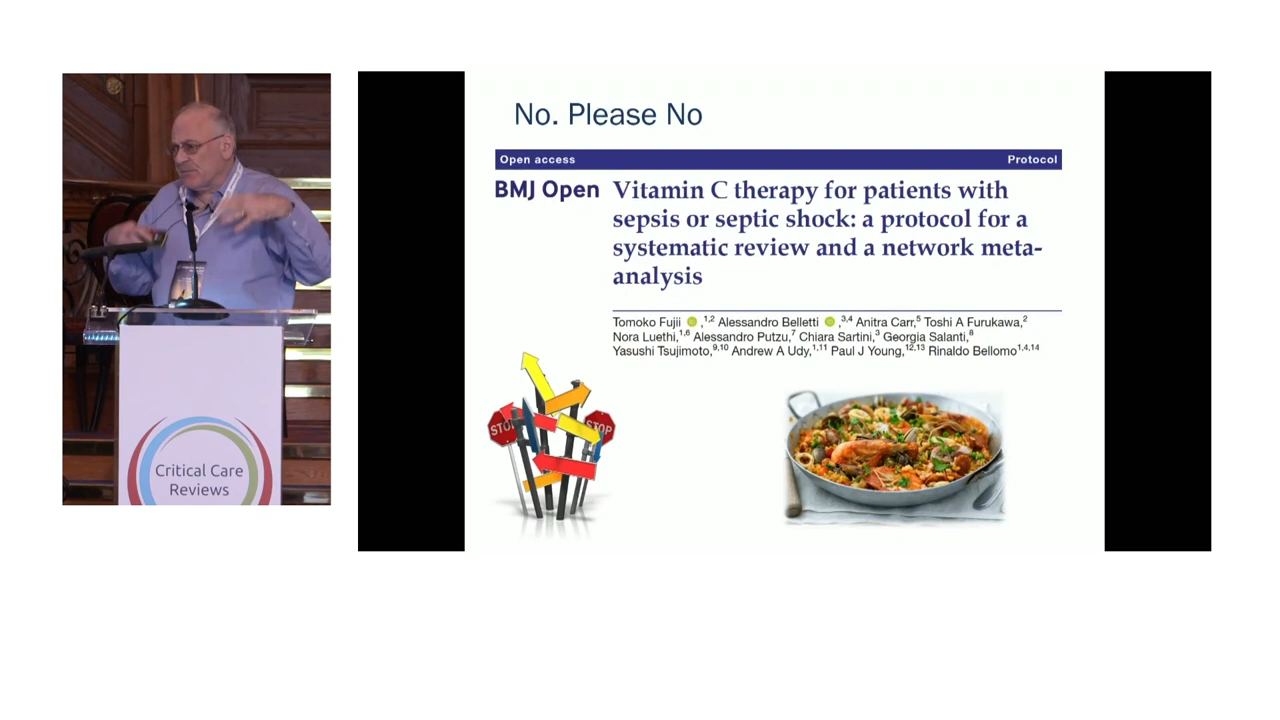 No. Please No
Open access
Protocol
BMJ Open
Vitamin C therapy for patients with
sepsis or septic shock: a protocol for a
systematic review and a network meta-
analysis
Tomoko Fujii ,1,2 Alessandro Belletti ,3,4 Anitra Carr,5 Toshi A Furukawa,2
Nora Luethi,1,6 Alessandro Putzu,7 Chiara Sartini,3 Georgia Salanti,8
Yasushi Tsujimoto,9,10 Andrew A Udy,1,11 Paul J Young,12,13 Rinaldo Bellomo1,4,14
STOP
STOP
Critical Care
Reviews